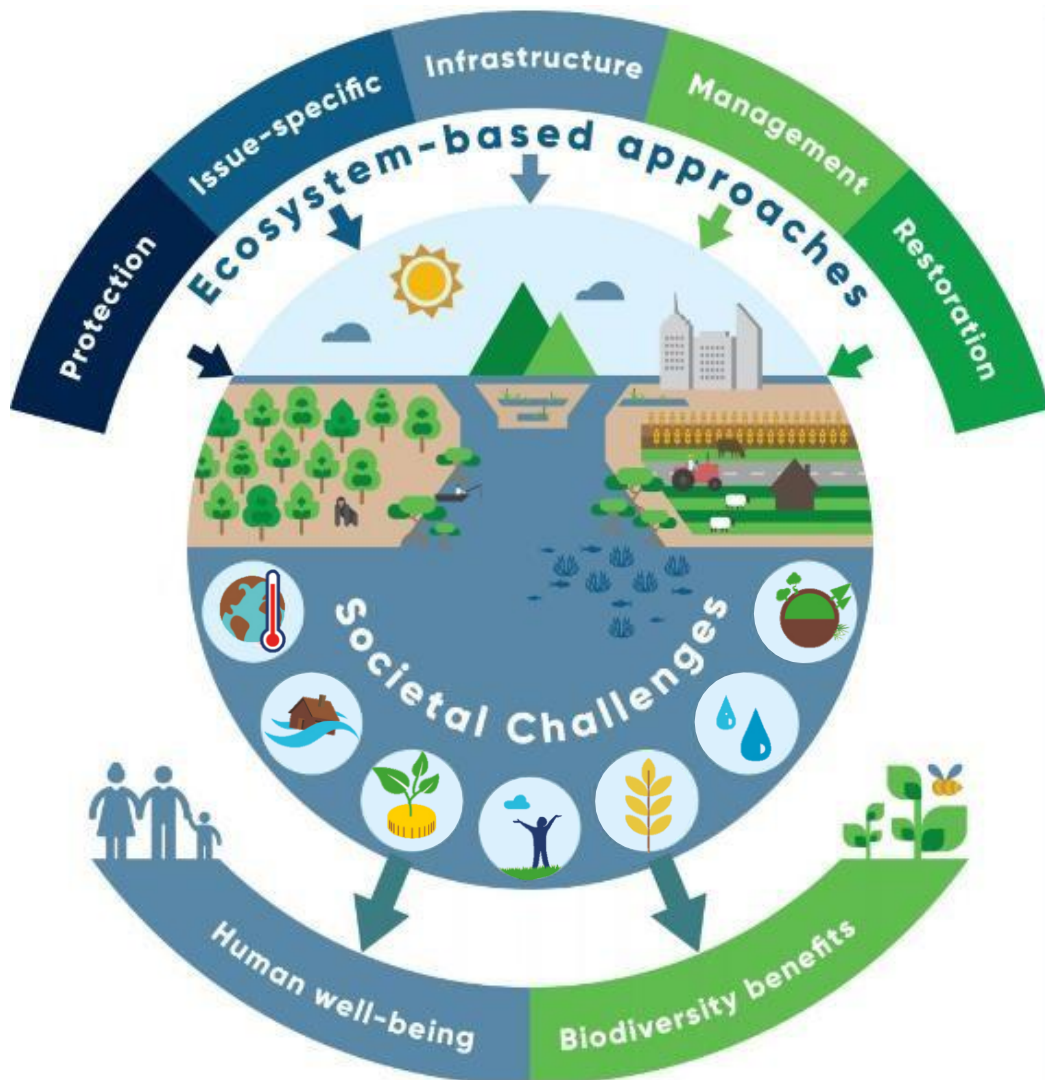 Protection
Issue-specific
Infrastructure
Management
Restoration
Ecosystem-based approaches
Societal Challenges
Human well-being
Biodiversity benefits